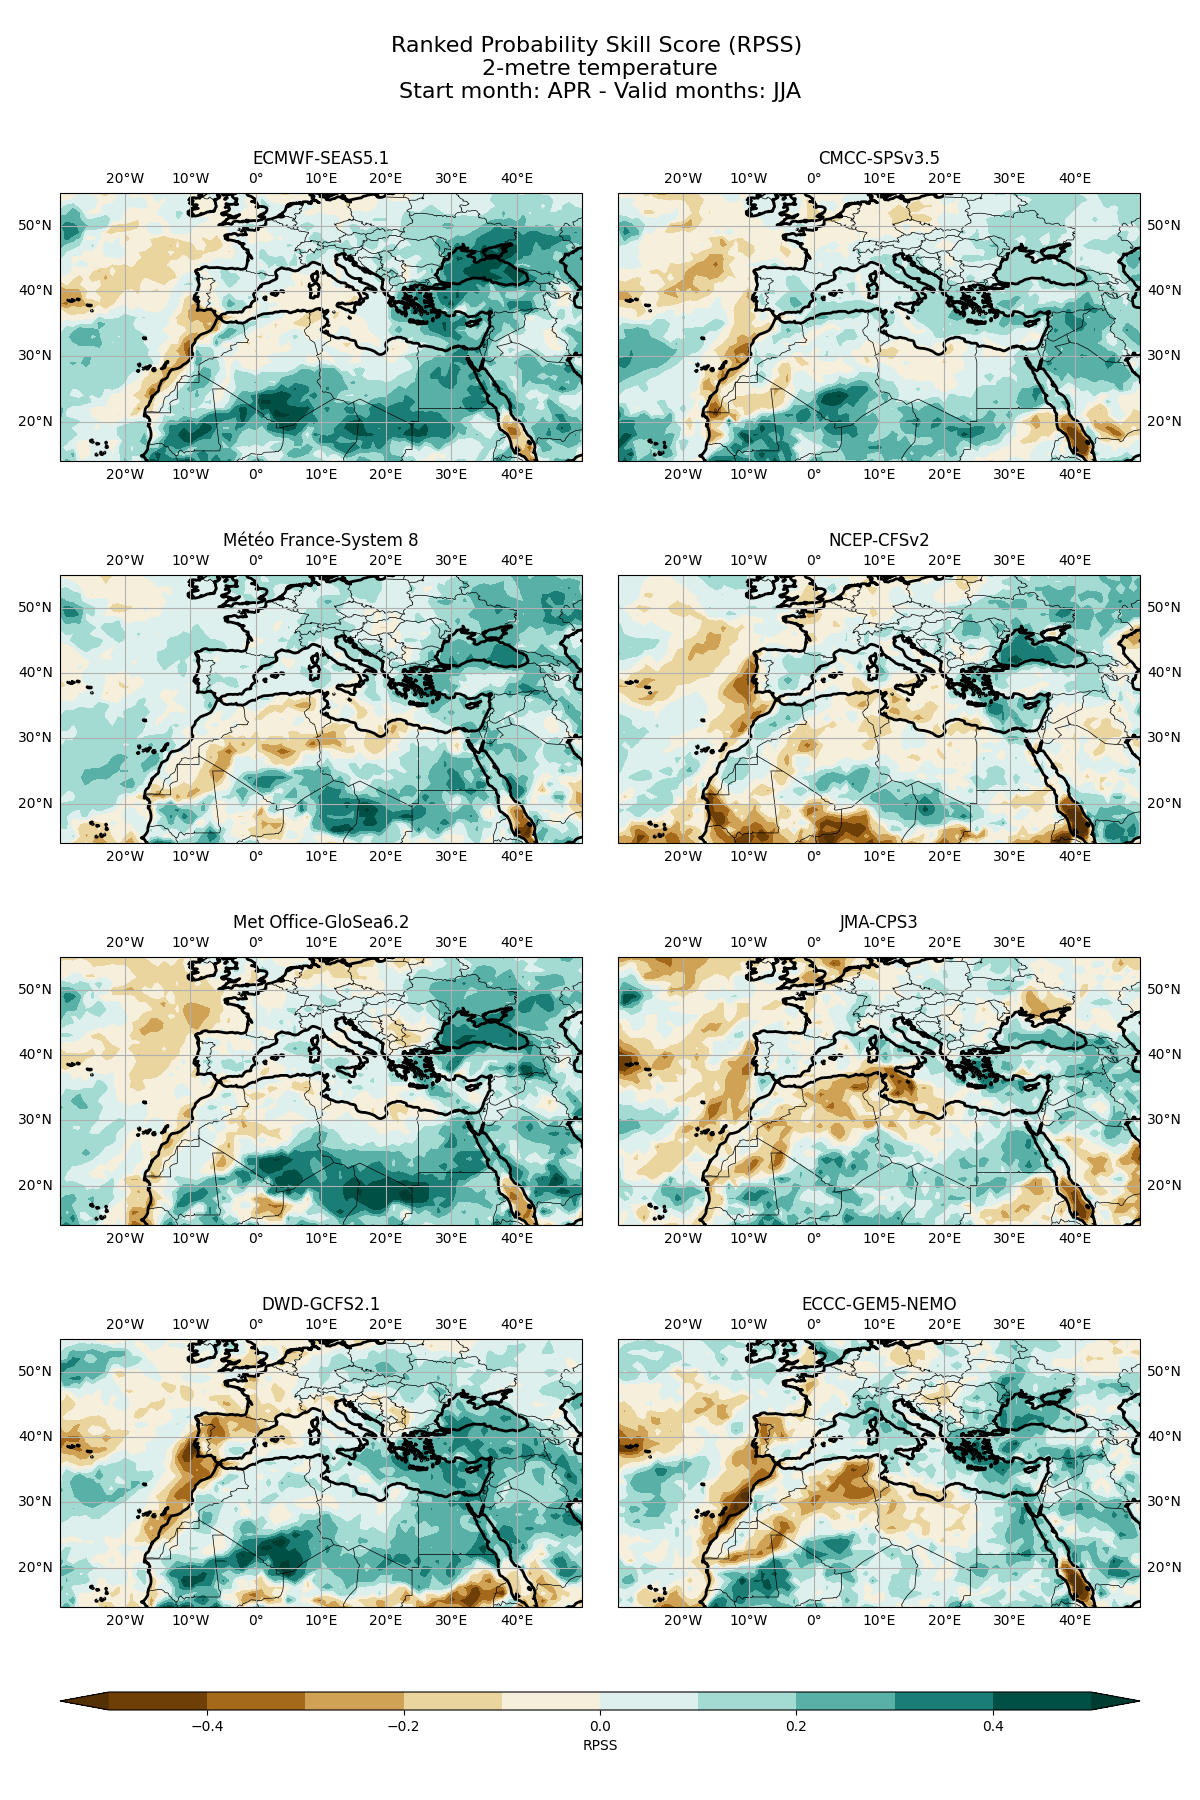 Ranked Probability Skill Score (RPSS)
2-metre temperature
Start month: APR - Valid months: JJA
ECMWF-SEAS5.1
20°W 10°W 0° 10°E 20°E 30°E 40°E
50°N
40°N
30°N
20°N
20°W 10°W 0° 10°E 20°E 30°E 40°E
CMCC-SPSv3.5
20°W 10°W 0° 10°E 20°E 30°E 40°E
50°N
40°N
30°N
20°N
20°W 10°W 0° 10°E 20°E 30°E 40°E
Météo France-System 8
20°W 10°W 0° 10°E 20°E 30°E 40°E
50°N
40°N
30°N
20°N
20°W 10°W 0° 10°E 20°E 30°E 40°E
NCEP-CFSv2
20°W 10°W 0° 10°E 20°E 30°E 40°E
50°N
40°N
30°N
20°N
20°W 10°W 0° 10°E 20°E 30°E 40°E
Met Office-GloSea6.2
20°W 10°W 0° 10°E 20°E 30°E 40°E
50°N
40°N
30°N
20°N
20°W 10°W 0° 10°E 20°E 30°E 40°E
JMA-CPS3
20°W 10°W 0° 10°E 20°E 30°E 40°E
50°N
40°N
30°N
20°N
20°W 10°W 0° 10°E 20°E 30°E 40°E
DWD-GCFS2.1
20°W 10°W 0° 10°E 20°E 30°E 40°E
50°N
40°N
30°N
20°N
20°W 10°W 0° 10°E 20°E 30°E 40°E
ECCC-GEM5-NEMO
20°W 10°W 0° 10°E 20°E 30°E 40°E
50°N
40°N
30°N
20°N
20°W 10°W 0° 10°E 20°E 30°E 40°E
−0.4 −0.2 0.0 0.2 0.4
RPSS